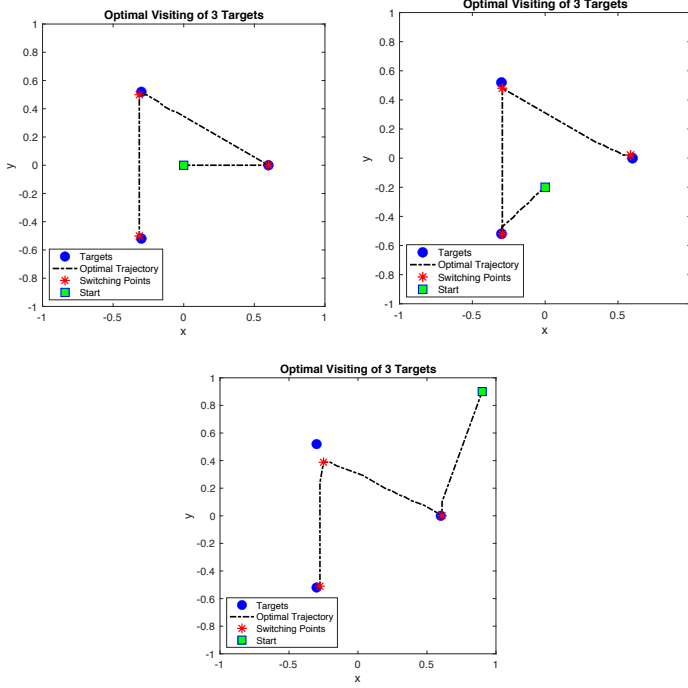 Optimal Visiting of 3 Targets
1
0.8
0.6
0.4
0.2
0
-0.2
-0.4
-0.6
-0.8
-1
y
-1
-0.5
0
0.5
1
x
Targets
Optimal Trajectory
Switching Points
Start
Optimal Visiting of 3 Targets
1
0.8
0.6
0.4
0.2
0
-0.2
-0.4
-0.6
-0.8
-1
y
-1
-0.5
0
0.5
x
Targets
Optimal Trajectory
Switching Points
Start
Optimal Visiting of 3 Targets
1
0.8
0.6
0.4
0.2
0
-0.2
-0.4
-0.6
-0.8
-1
y
-1
-0.5
0
0.5
1
x
Targets
Optimal Trajectory
Switching Points
Start